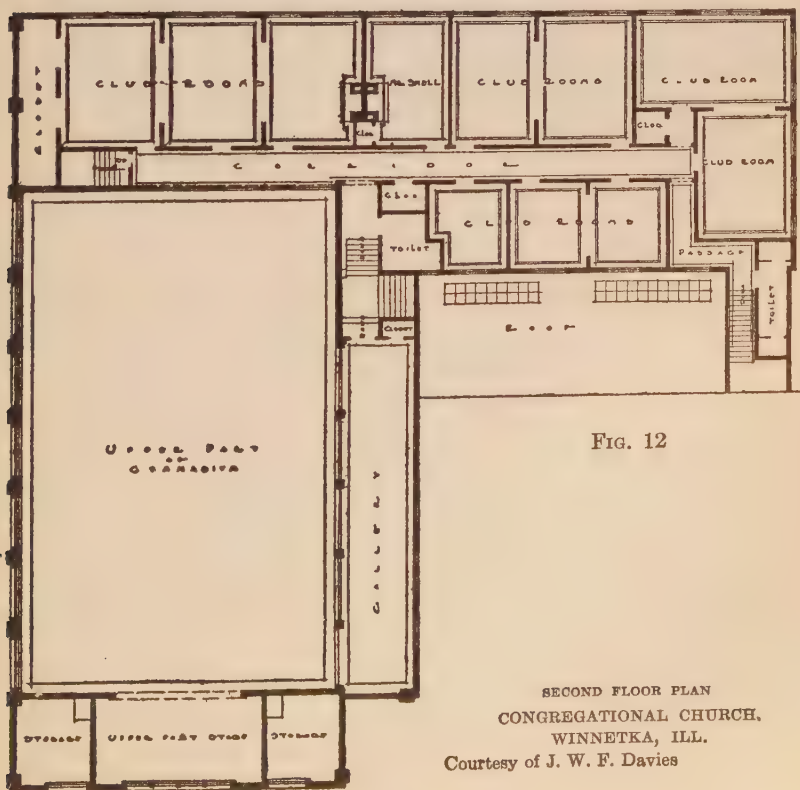 CLUB ROOMS
CLUB ROOMS
CLUB ROOM
CLOS
CLOS
CLUB ROOM
CORRIDOR
CLOS
CLUB ROOMS
TOILET
PASSAGE
TOILET
CLOSET
ROOF
FIG. 12
UPPER PART
OF
GYMNASIUM
GALLERY
SECOND FLOOR PLAN
CONGREGATIONAL CHURCH,
WINNETKA, ILL.
Courtesy of J. W. F. Davies
STORAGE UPPER PART STAGE STORAGE